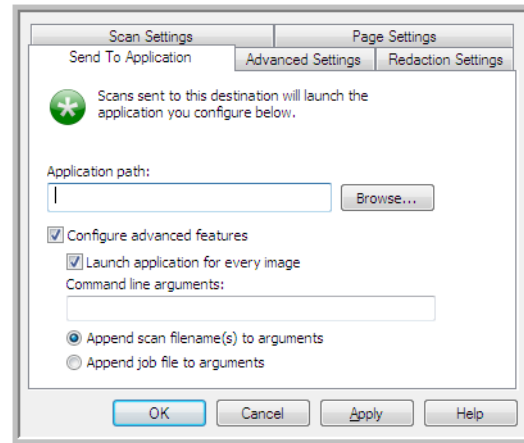 Scan Settings
Page Settings
Send To Application
Advanced Settings
Redaction Settings
Scans sent to this destination will launch the
application you configure below.
Application path:
Browse...
Configure advanced features
Launch application for every image
Command line arguments:
Append scan filename(s) to arguments
Append job file to arguments
OK
Cancel
Apply
Help